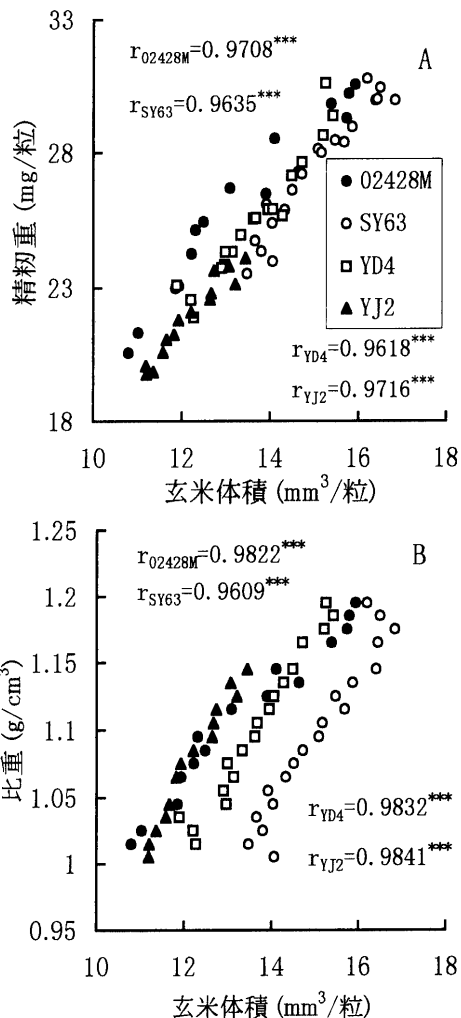 33
28
23
18
精籾重 (mg/粒)
r02428M=0.9708***
rSY63=0.9635***
A
02428M
SY63
YD4
YJ2
rYD4=0.9618***
rYJ2=0.9716***
10 12 14 16 18
玄米体積 (mm³/粒)
1.25
1.2
1.15
1.1
1.05
1
0.95
比重 (g/cm³)
r02428M=0.9822***
rSY63=0.9609***
B
rYD4=0.9832***
rYJ2=0.9841***
10 12 14 16 18
玄米体積 (mm³/粒)